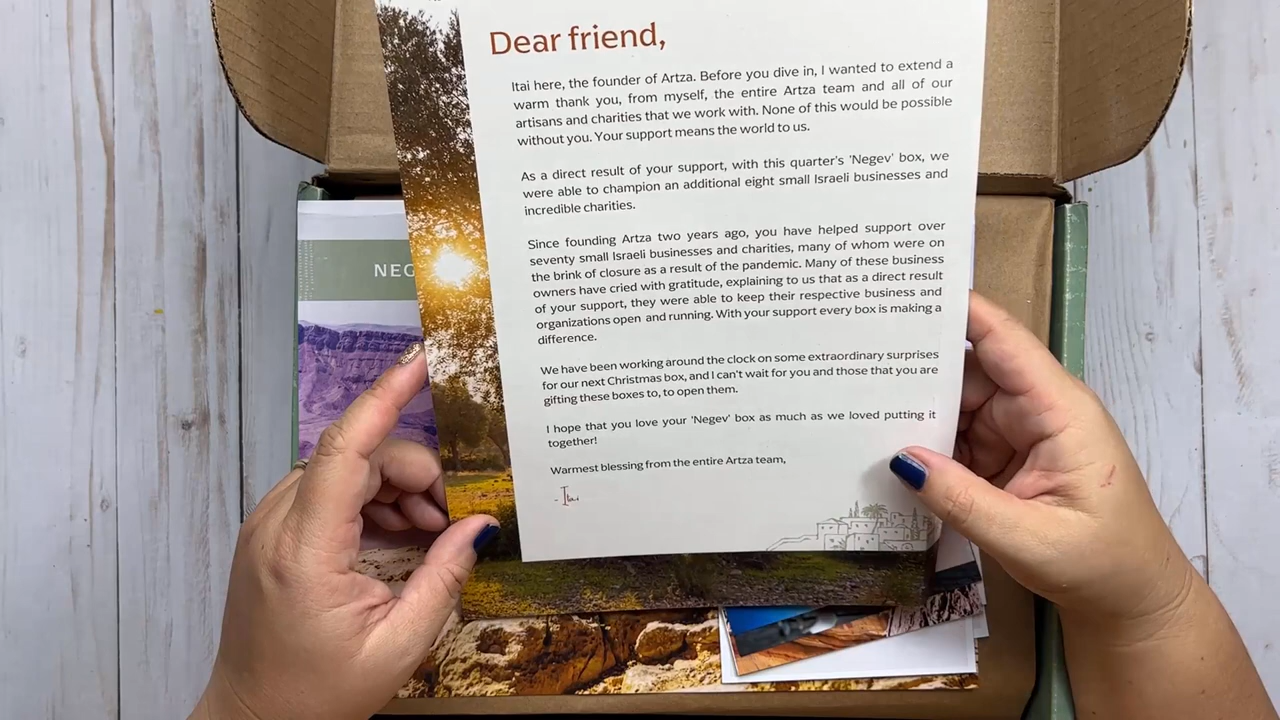 Dear friend,
Itai here, the founder of Artza. Before you dive in, I wanted to extend a
warm thank you, from myself, the entire Artza team and all of our
artisans and charities that we work with. None of this would be possible
without you. Your support means the world to us.
As a direct result of your support, with this quarter's 'Negev' box, we
were able to champion an additional eight small Israeli businesses and
incredible charities.
Since founding Artza two years ago, you have helped support over
seventy small Israeli businesses and charities, many of whom were on
the brink of closure as a result of the pandemic. Many of these business
owners have cried with gratitude, explaining to us that as a direct result
of your support, they were able to keep their respective business and
organizations open and running. With your support every box is making a
difference.
We have been working around the clock on some extraordinary surprises
for our next Christmas box, and I can't wait for you and those that you are
gifting these boxes to, to open them.
I hope that you love your 'Negev' box as much as we loved putting it
together!
Warmest blessing from the entire Artza team,
- Itai
NEG